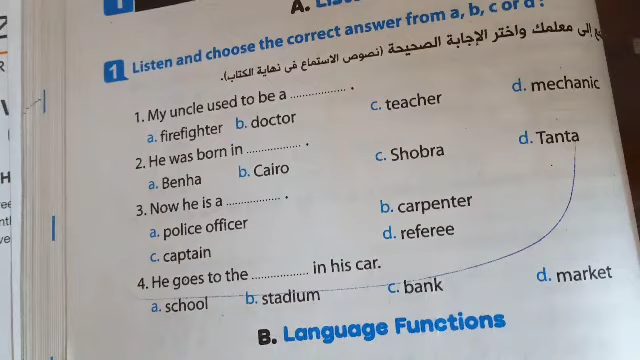 1
A.
1 Listen and choose the correct answer from a, b, c or d :
إلى معلمك واختر الإجابة الصحيحة (نصوص الاستماع فى نهاية الكتاب).
1. My uncle used to be a ................ .
a. firefighter b. doctor c. teacher d. mechanic
2. He was born in ................ .
a. Benha b. Cairo c. Shobra d. Tanta
3. Now he is a ................ .
a. police officer b. carpenter
c. captain d. referee
4. He goes to the ................ in his car.
a. school b. stadium c. bank d. market
B. Language Functions